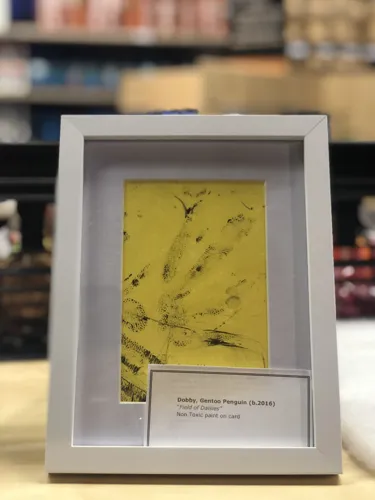 Dobby, Gentoo Penguin (b.2016)
"Field of Daisies"
Non Toxic paint on card